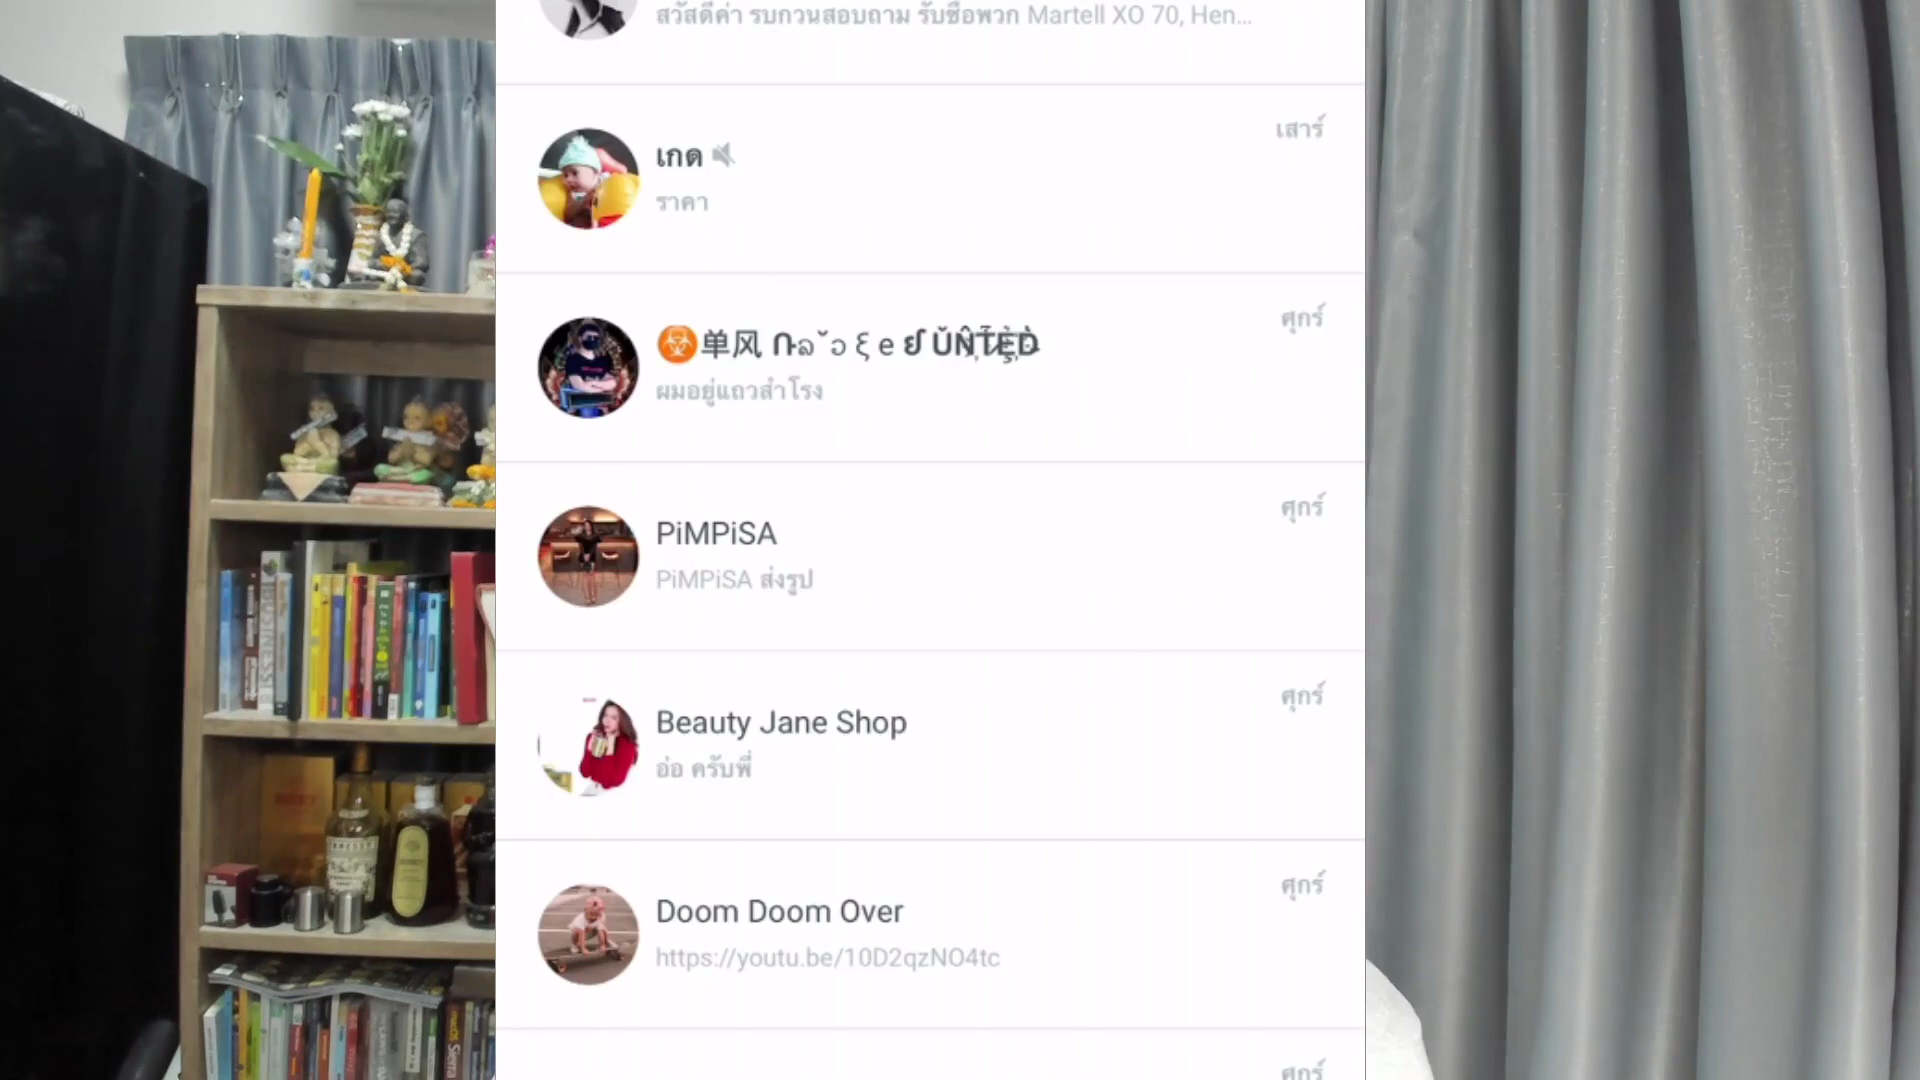 สวัสดีค่า รบกวนสอบถาม รับซื้อพวก Martell XO 70, Hen...
เสาร์
เกด
ราคา
ศุกร์
ผมอยู่แถวสำโรง
ศุกร์
PiMPiSA
PiMPiSA ส่งรูป
ศุกร์
Beauty Jane Shop
อ๋อ ครับพี่
ศุกร์
Doom Doom Over
https://youtu.be/10D2qzNO4tc
ศุกร์
macOS Sierra